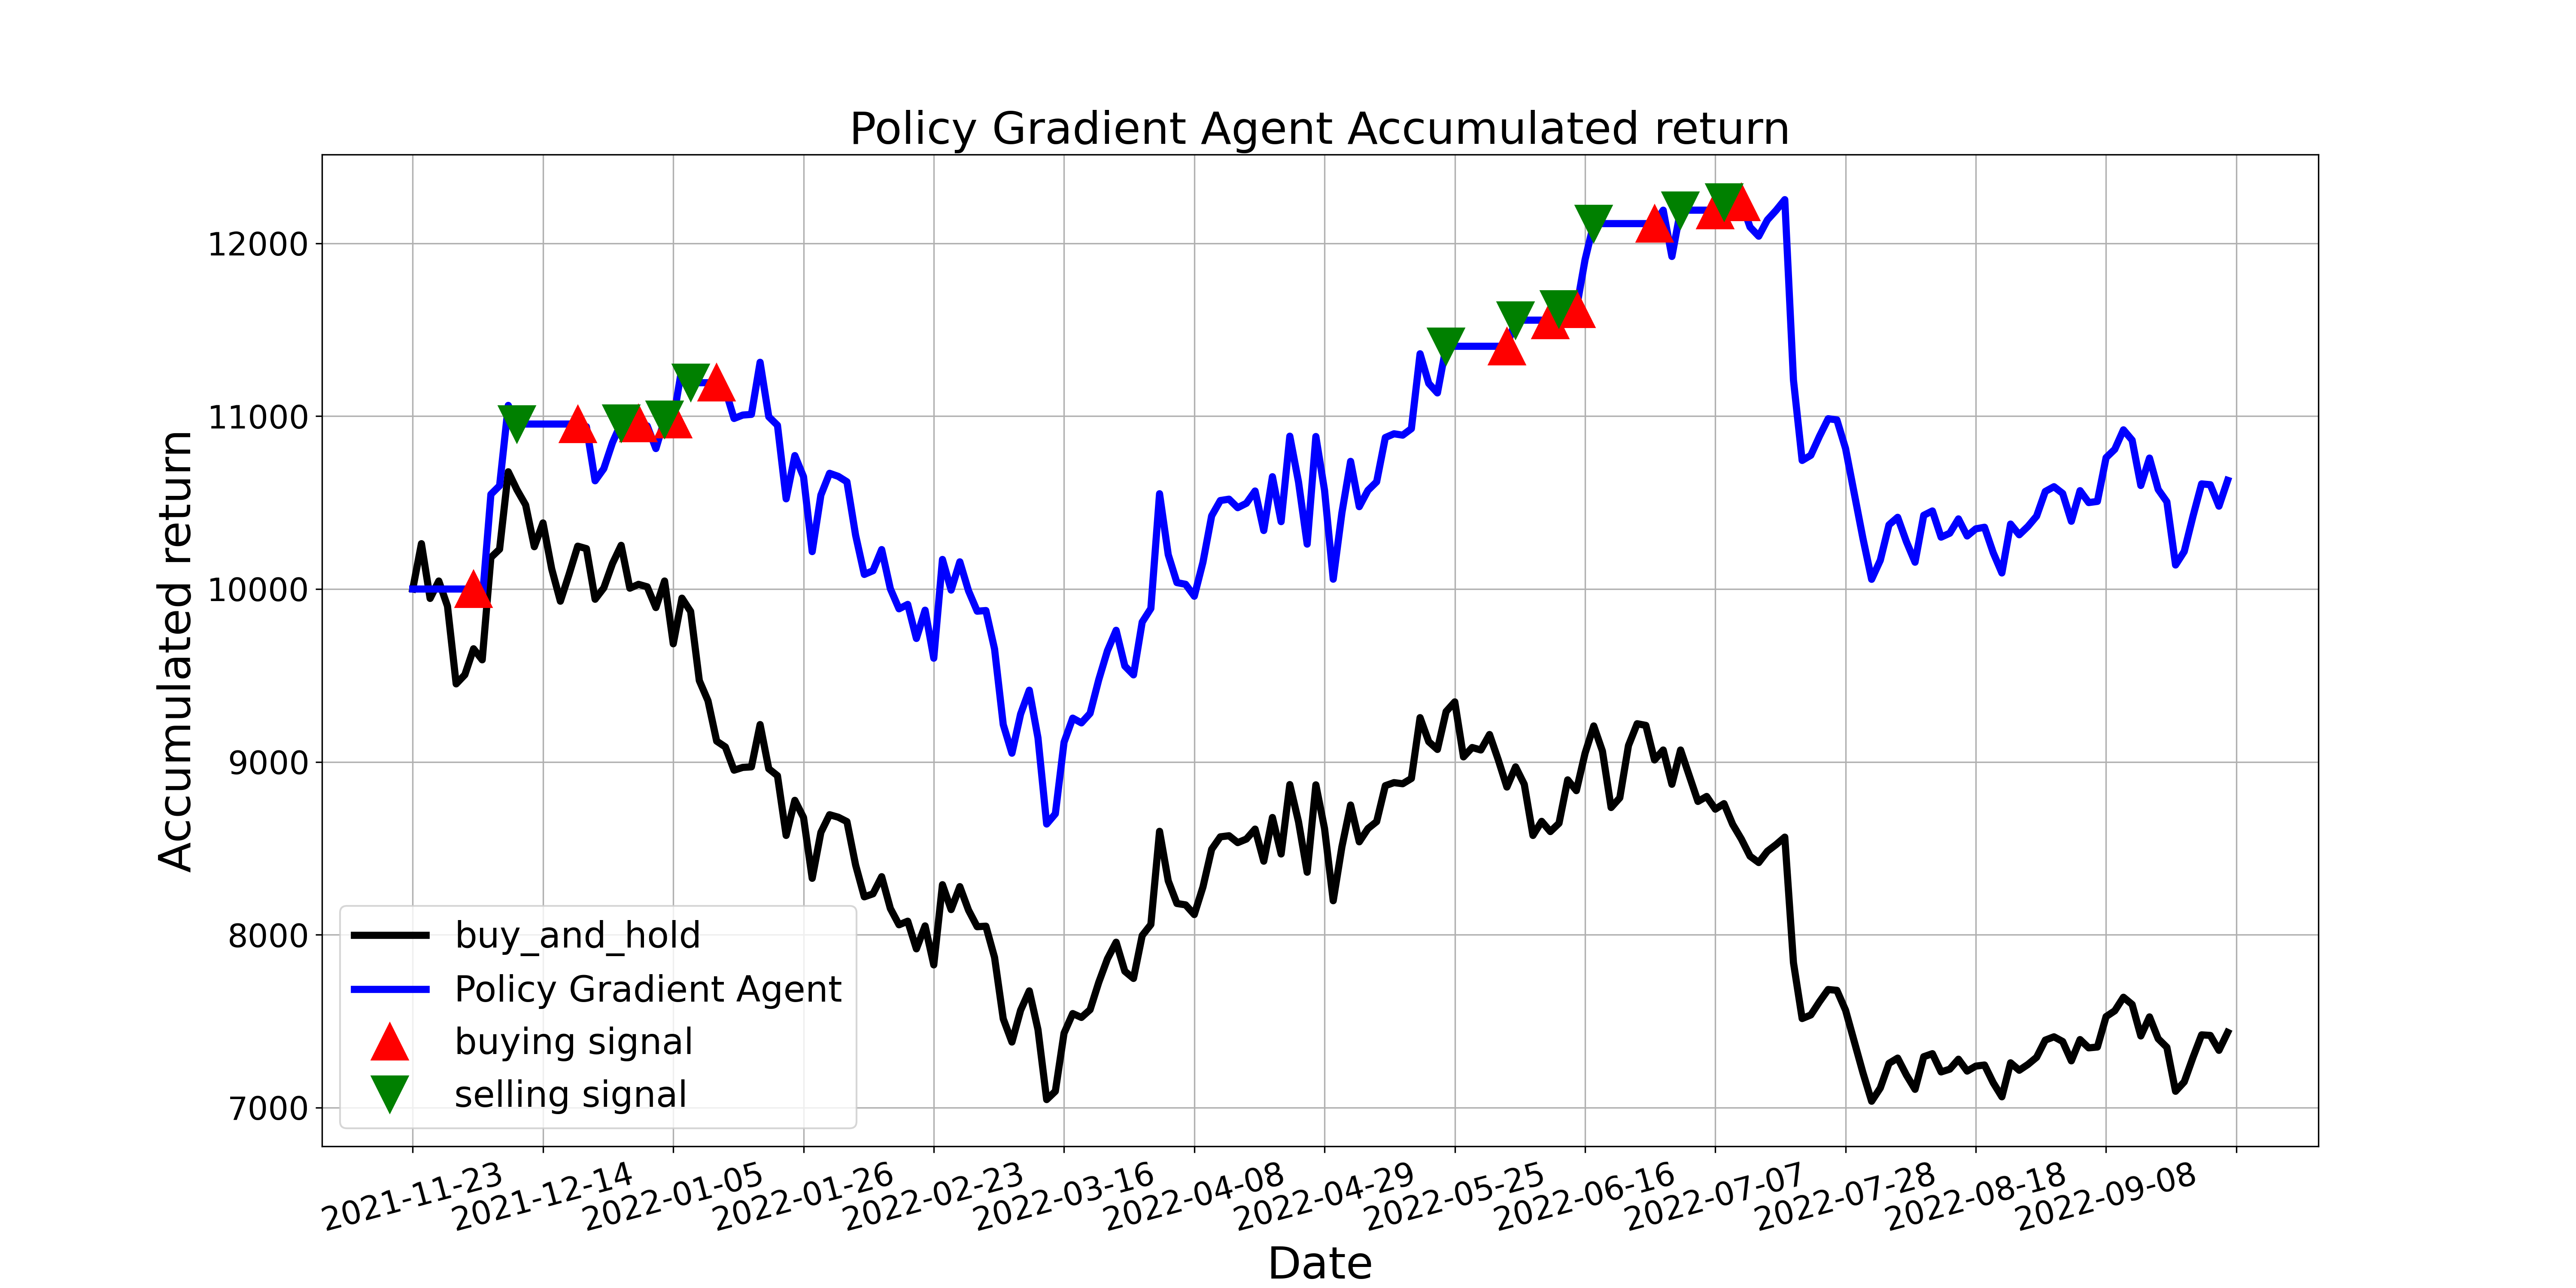 Policy Gradient Agent Accumulated return
Accumulated return
12000
11000
10000
9000
8000
7000
buy_and_hold
Policy Gradient Agent
buying signal
selling signal
2021-11-23
2021-12-14
2022-01-05
2022-01-26
2022-02-23
2022-03-16
2022-04-08
2022-04-29
2022-05-25
2022-06-16
2022-07-07
2022-07-28
2022-08-18
2022-09-08
Date